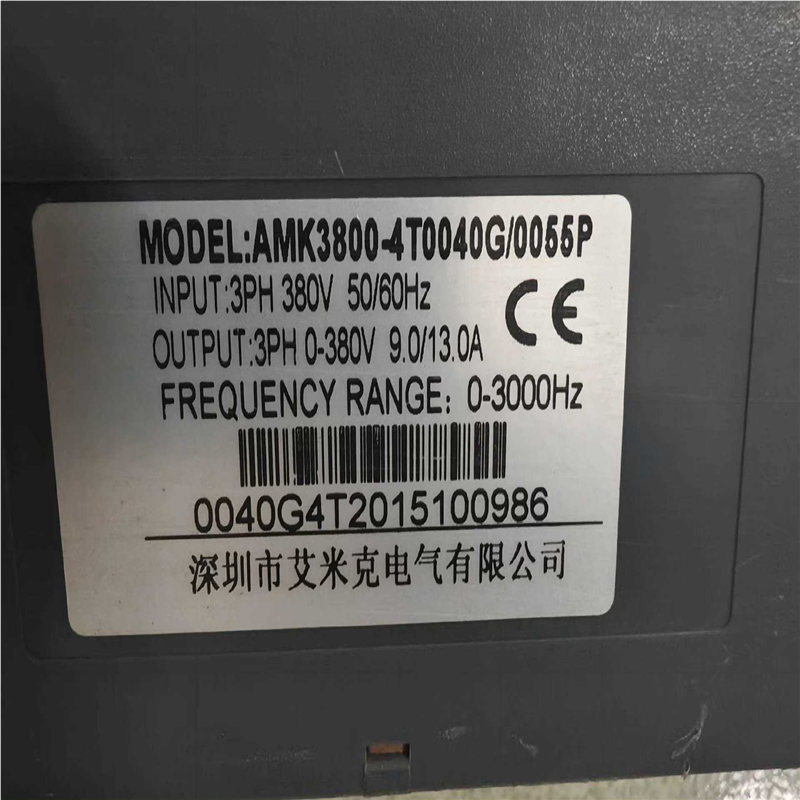 MODEL:AMK3800-4T0040G/0055P
INPUT:3PH 380V 50/60Hz
OUTPUT:3PH 0-380V 9.0/13.0A
CE
FREQUENCY RANGE: 0-3000Hz
0040G4T2015100986
深圳市艾米克电气有限公司